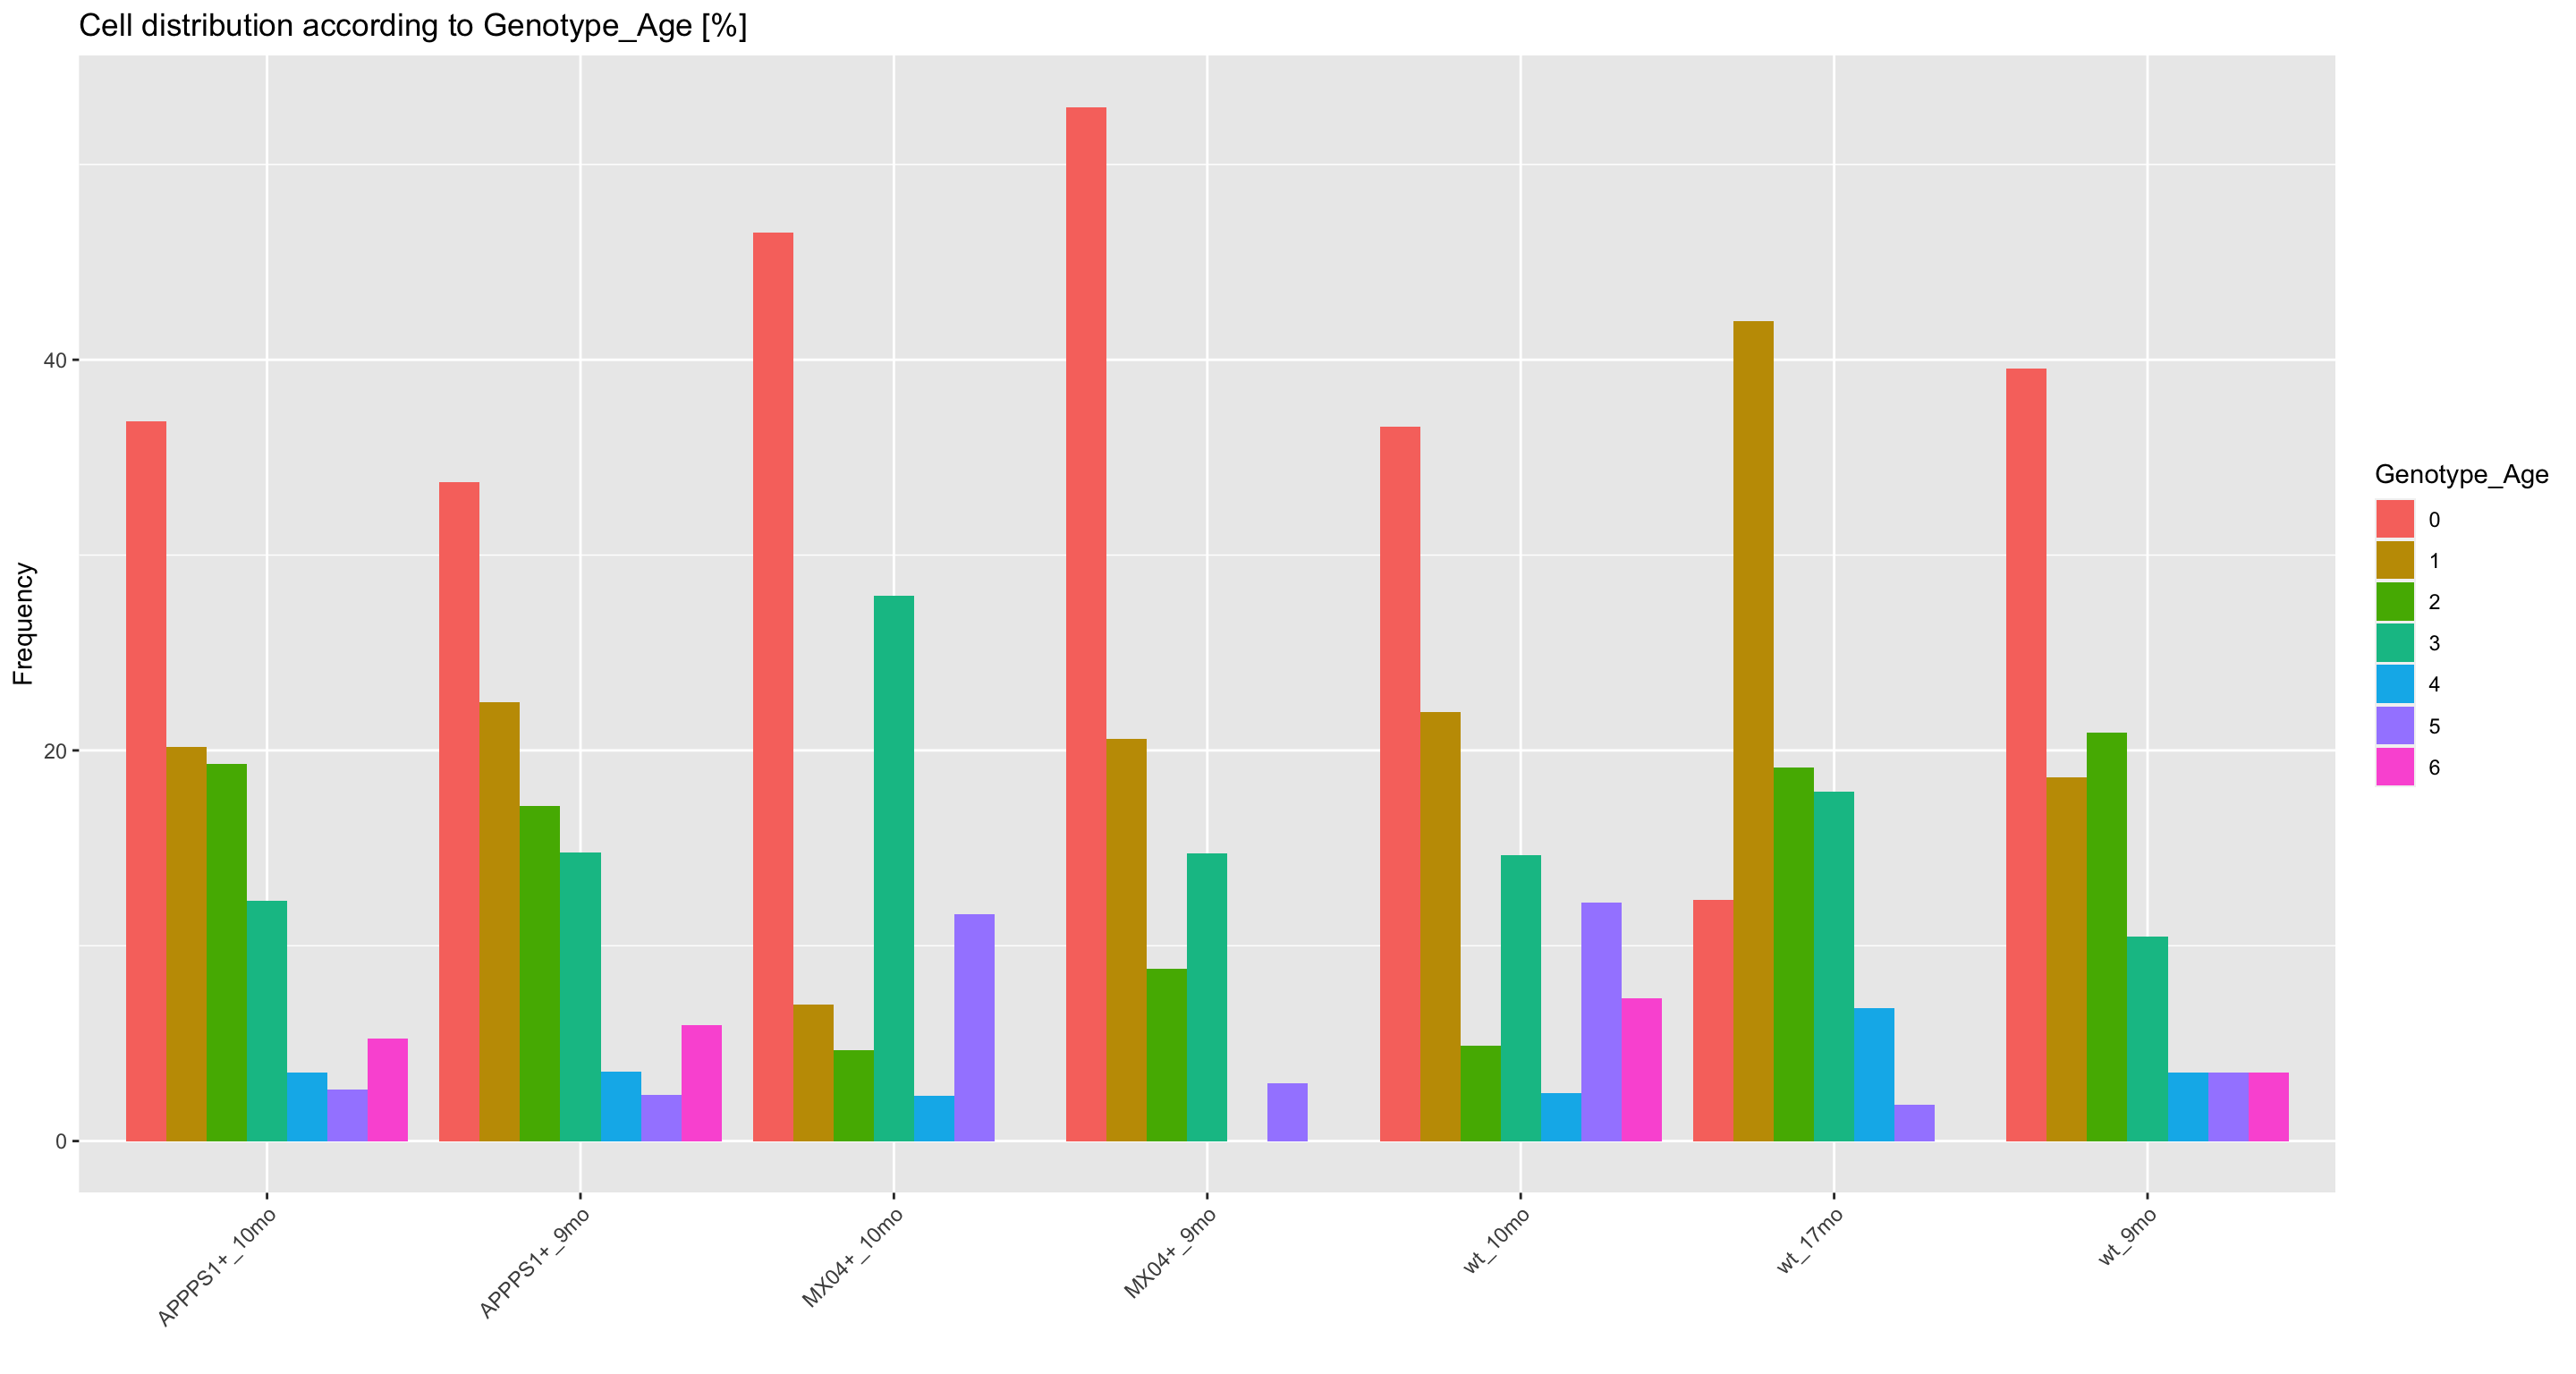 Cell distribution according to Genotype_Age [%]
Frequency
40
20
0
APPPS1+_10mo
APPPS1+_9mo
MX04+_10mo
MX04+_9mo
wt_10mo
wt_17mo
wt_9mo
Genotype_Age
0
1
2
3
4
5
6